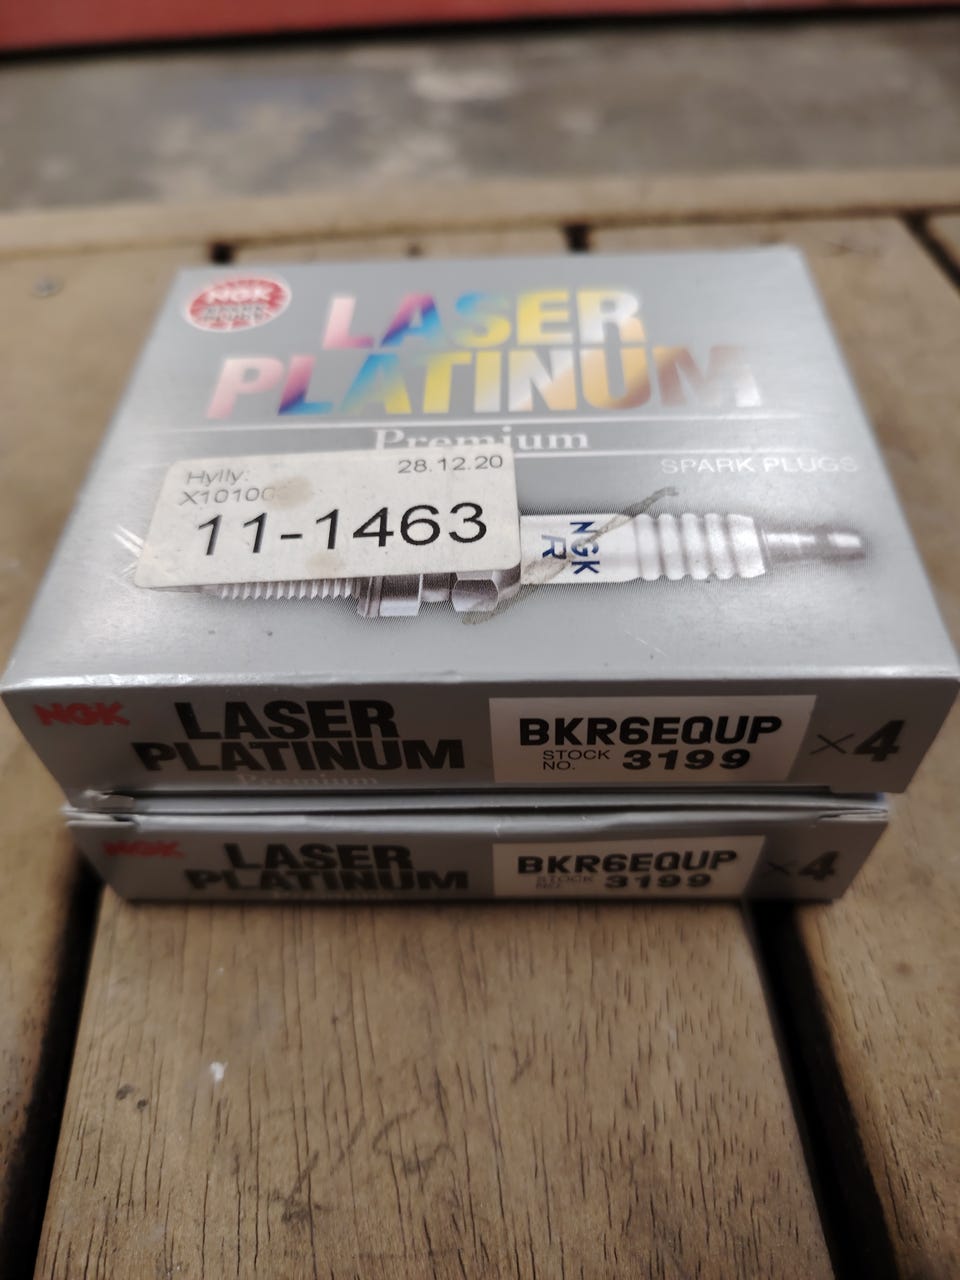 NGK
LASER
PLATINUM
Premium
SPARK PLUGS
Hylly:
28.12.20
11-1463
NGK
R
NGK
LASER
PLATINUM
Premium
BKR6EQUP
STOCK
NO.
3199
×4
NGK
LASER
PLATINUM
BKR6EQUP
STOCK
NO.
3199
×4